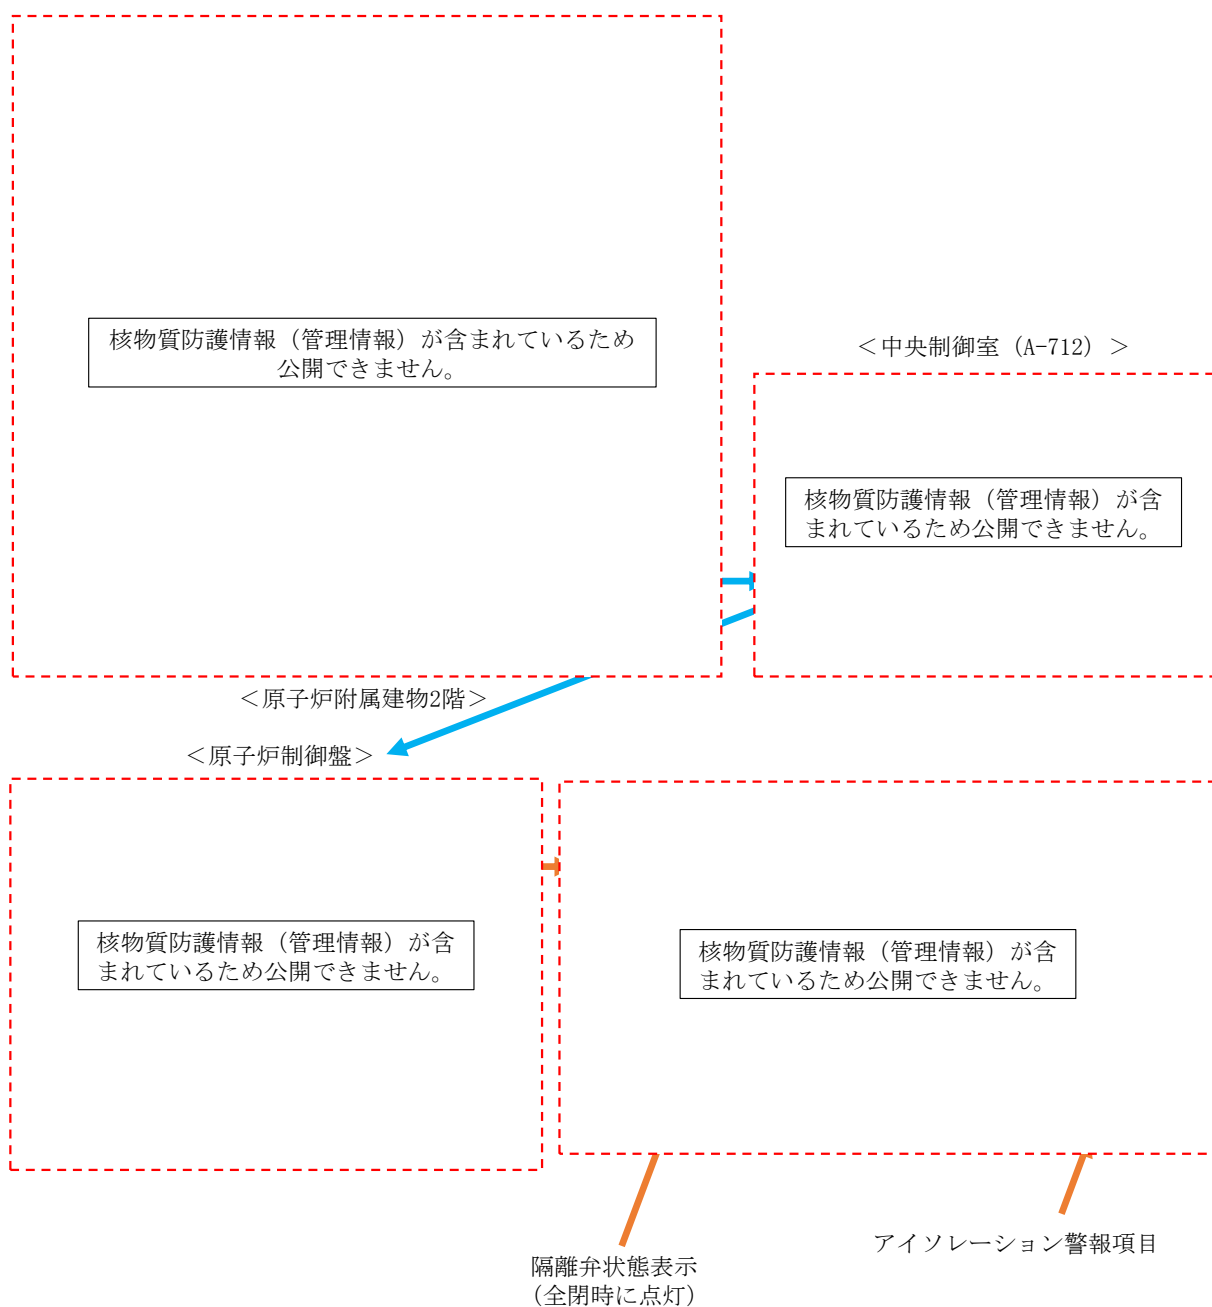 核物質防護情報（管理情報）が含まれているため
公開できません。
＜中央制御室（A-712）＞
核物質防護情報（管理情報）が含
まれているため公開できません。
＜原子炉附属建物2階＞
＜原子炉制御盤＞
核物質防護情報（管理情報）が含
まれているため公開できません。
核物質防護情報（管理情報）が含
まれているため公開できません。
隔離弁状態表示
（全閉時に点灯）
アイソレーション警報項目